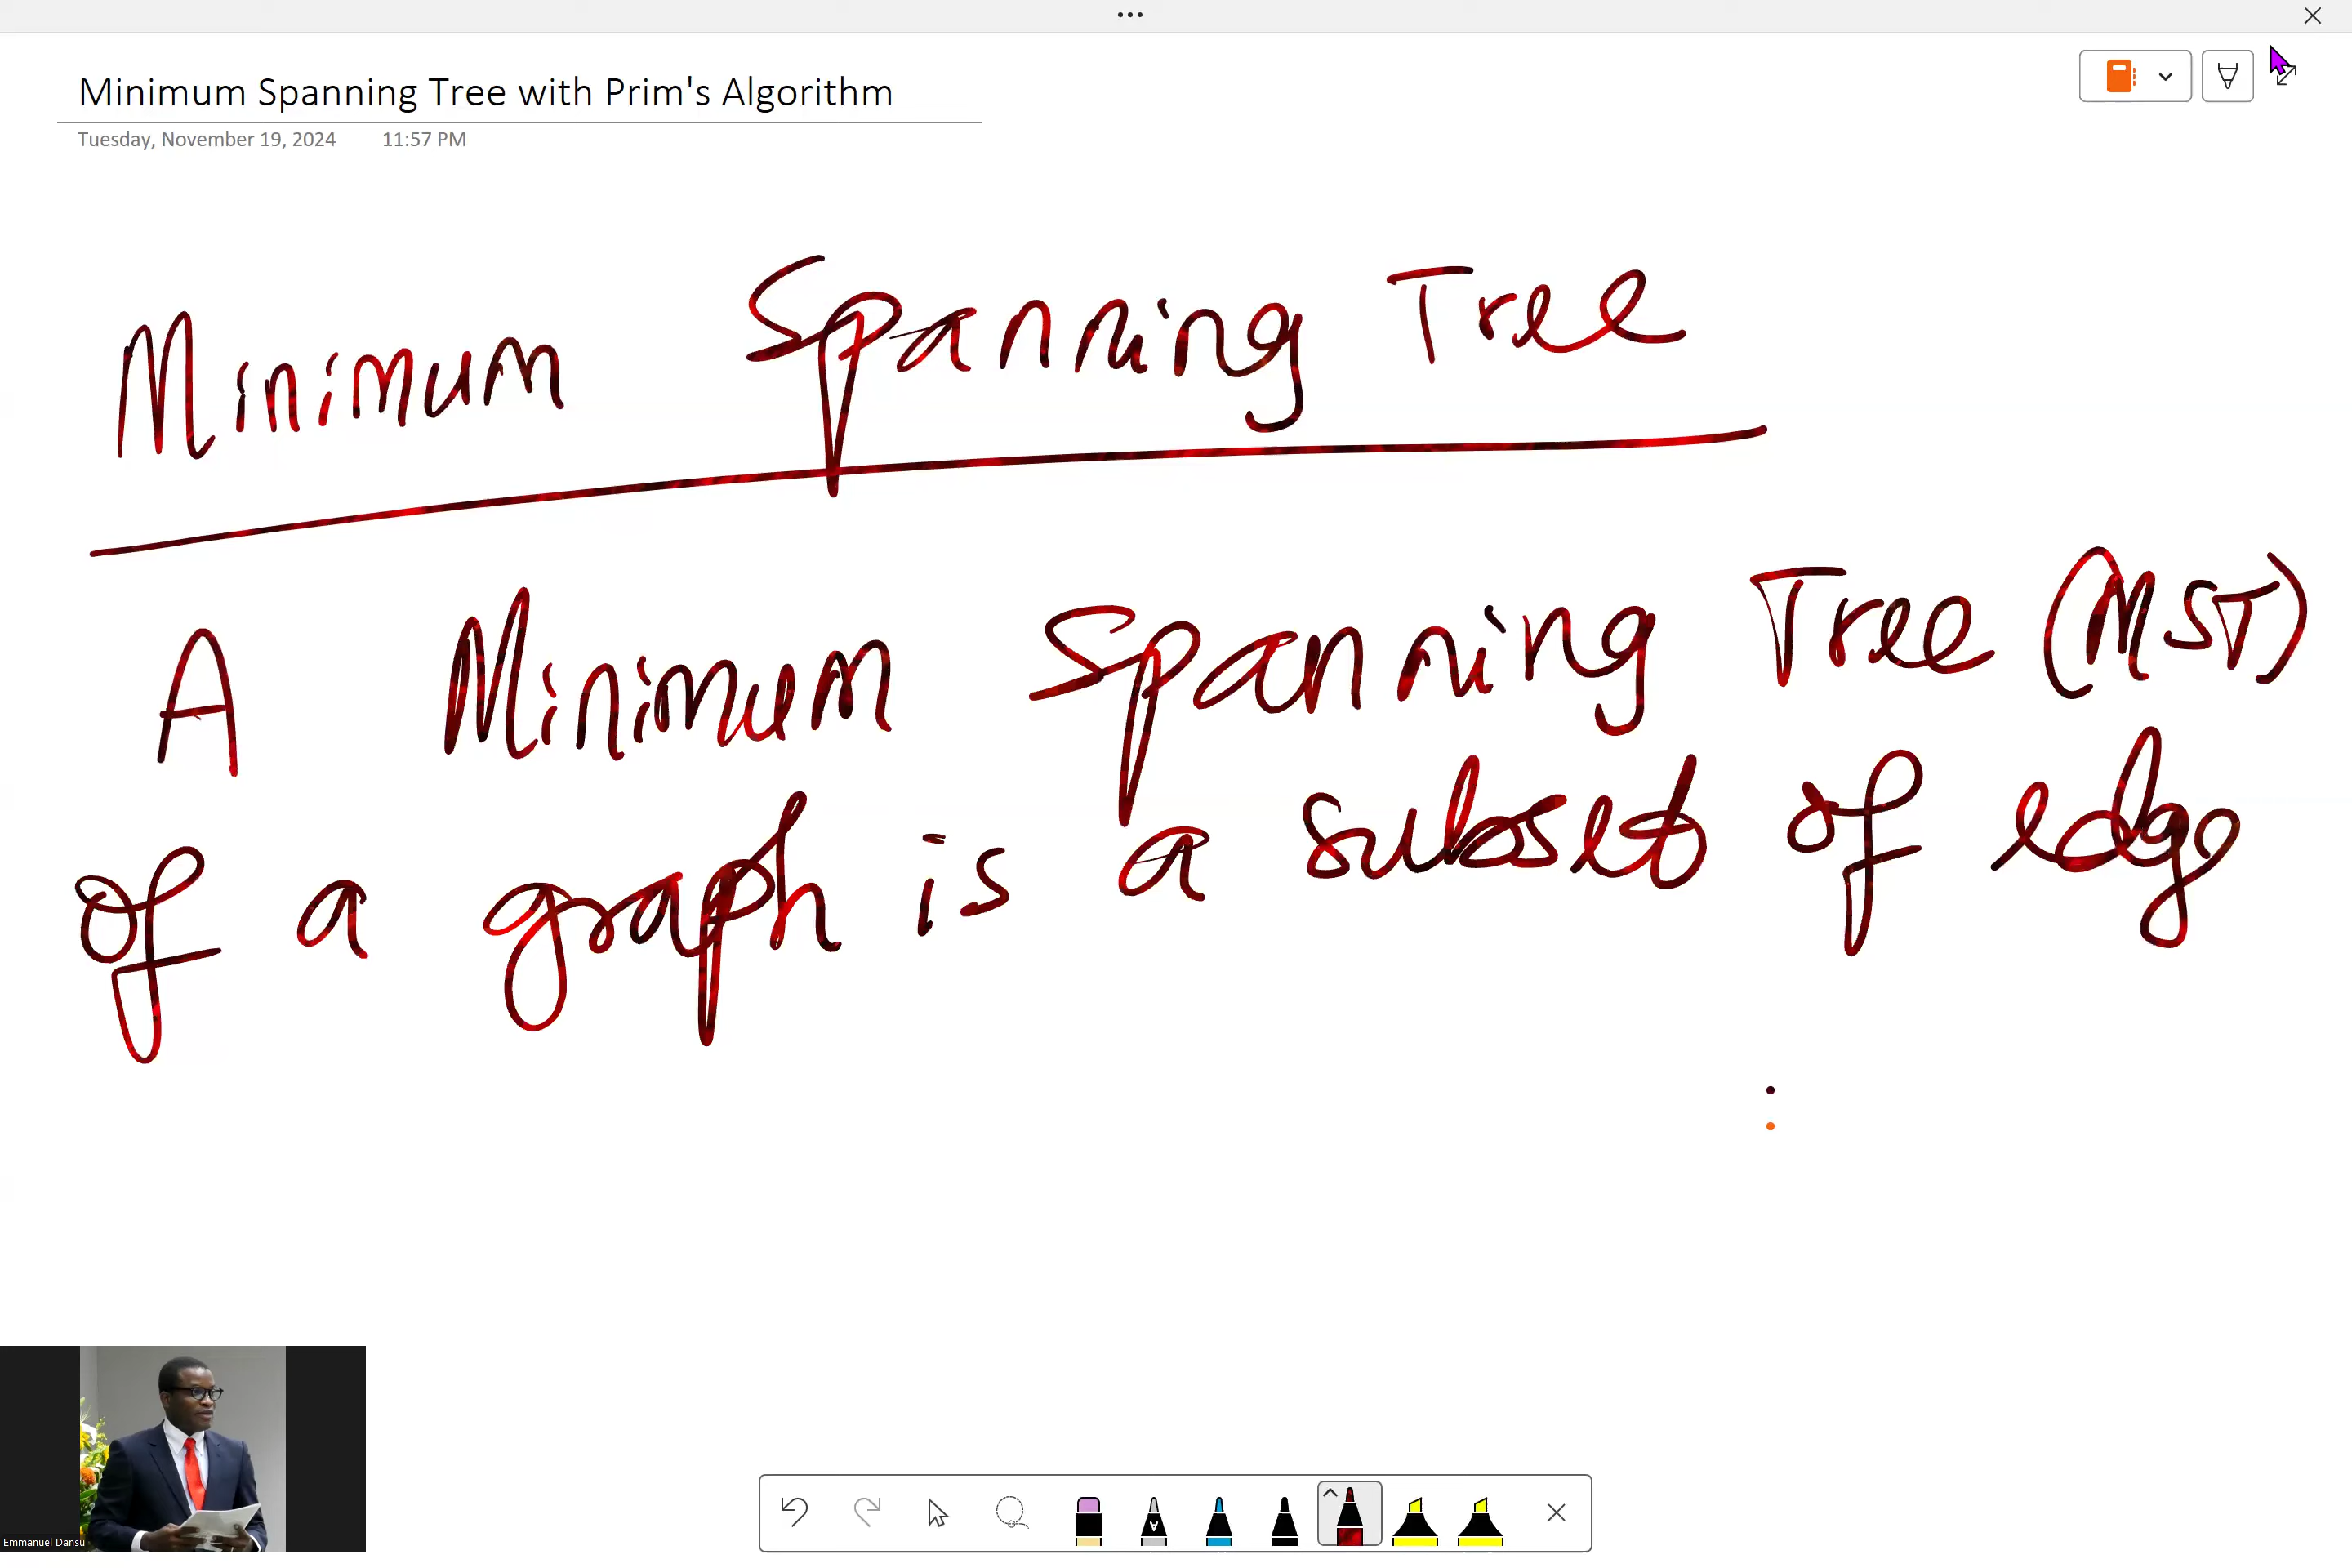 Minimum Spanning Tree with Prim's Algorithm
Tuesday, November 19, 2024 11:57 PM
Minimum Spanning Tree
A Minimum Spanning Tree (MST)
of a graph is a subset of edge
Emmanuel Dansu